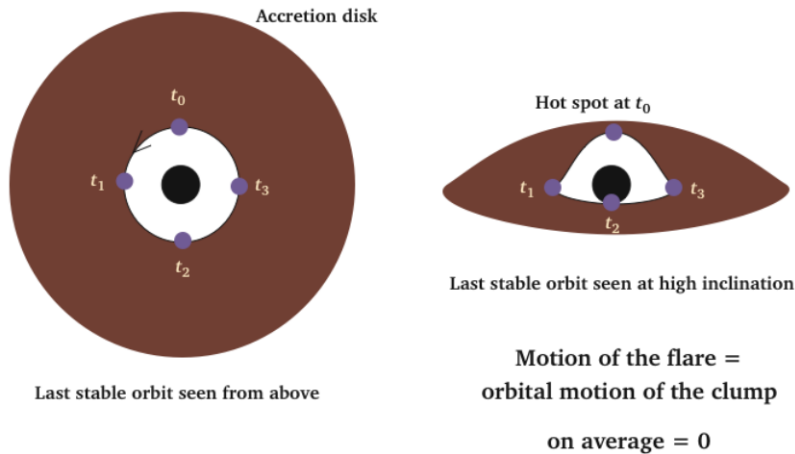 Accretion disk
t₀
t₁
t₃
t₂
Last stable orbit seen from above
Hot spot at t₀
t₁
t₃
t₂
Last stable orbit seen at high inclination
Motion of the flare =
orbital motion of the clump
on average = 0